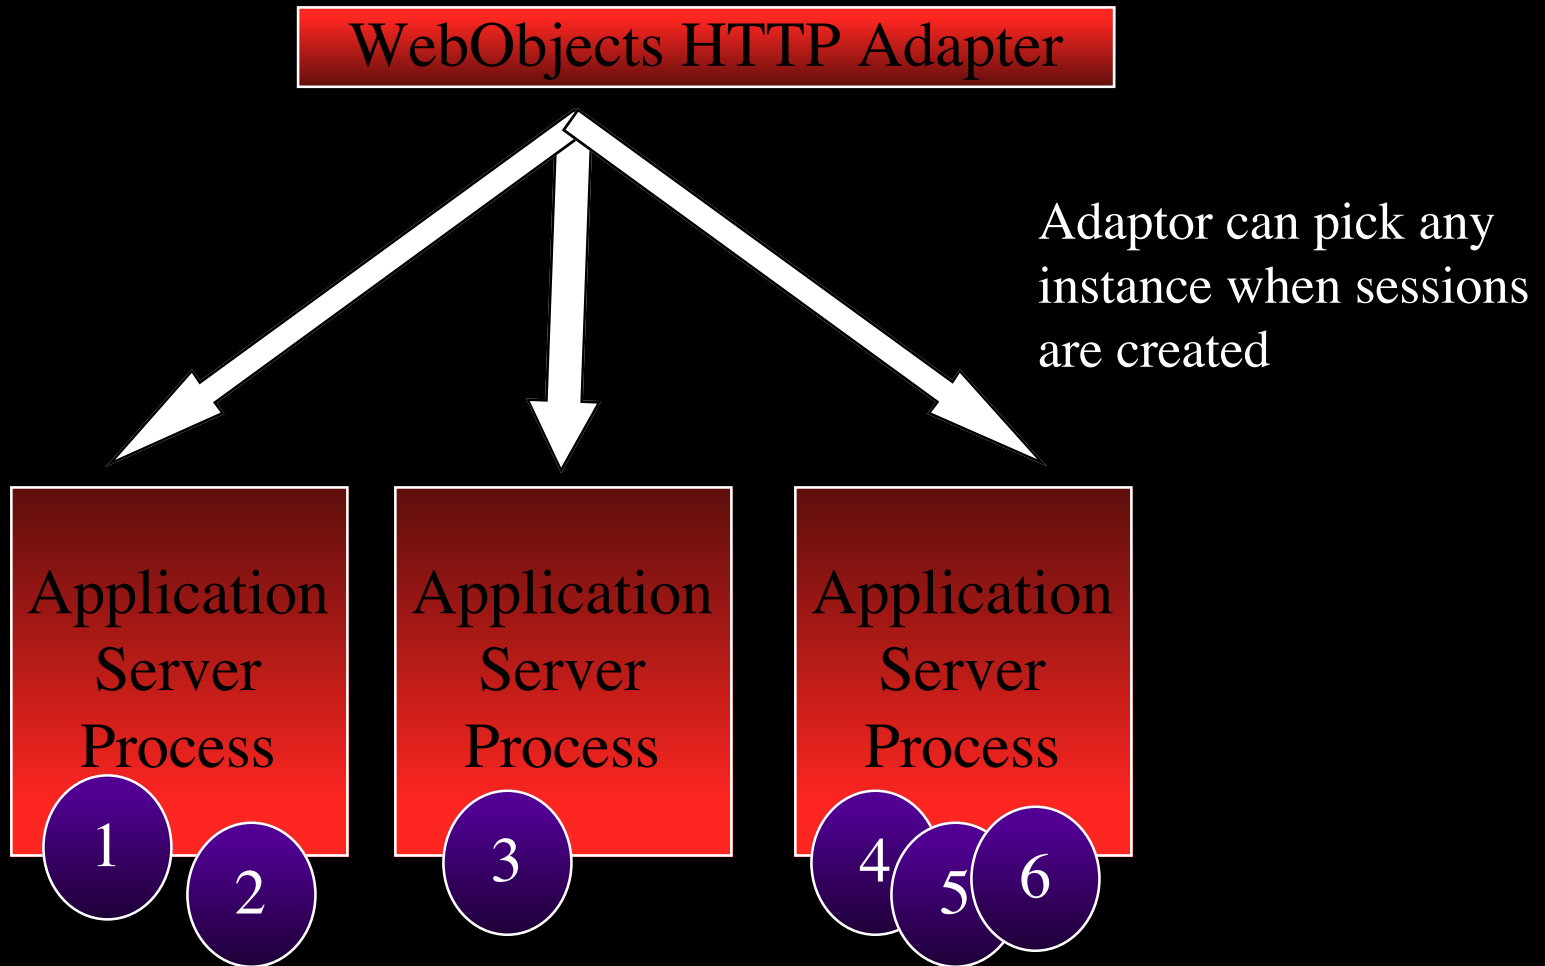 WebObjects HTTP Adapter
Adaptor can pick any
instance when sessions
are created
Application
Server
Process
1
2
Application
Server
Process
3
Application
Server
Process
4
5
6